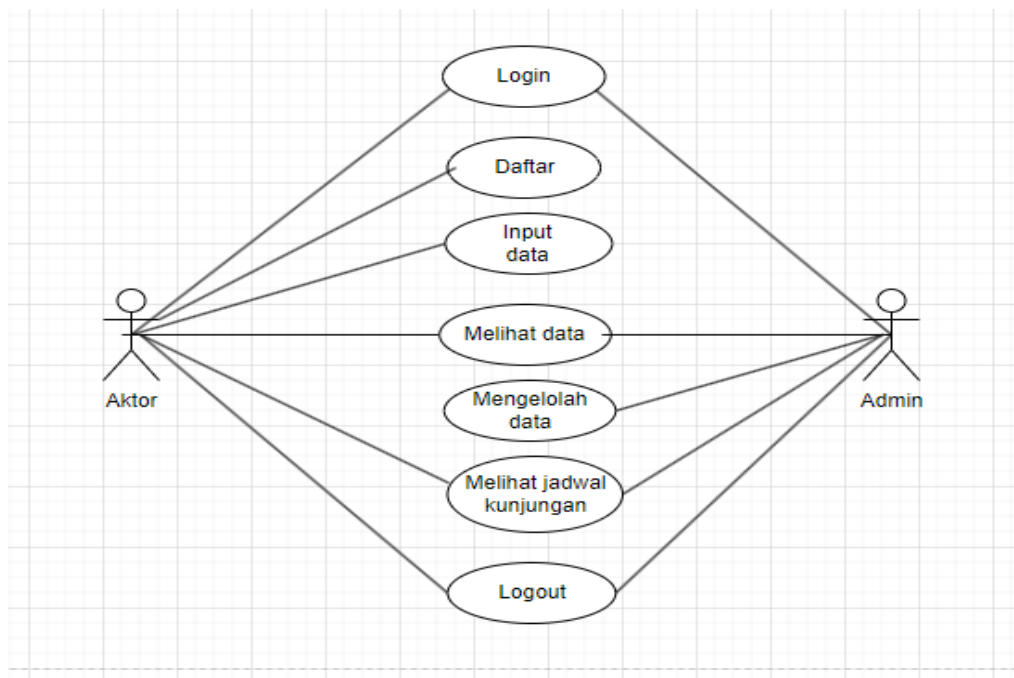 Login
Daftar
Input
data
Melihat data
Aktor
Admin
Mengelolah
data
Melihat jadwal
kunjungan
Logout